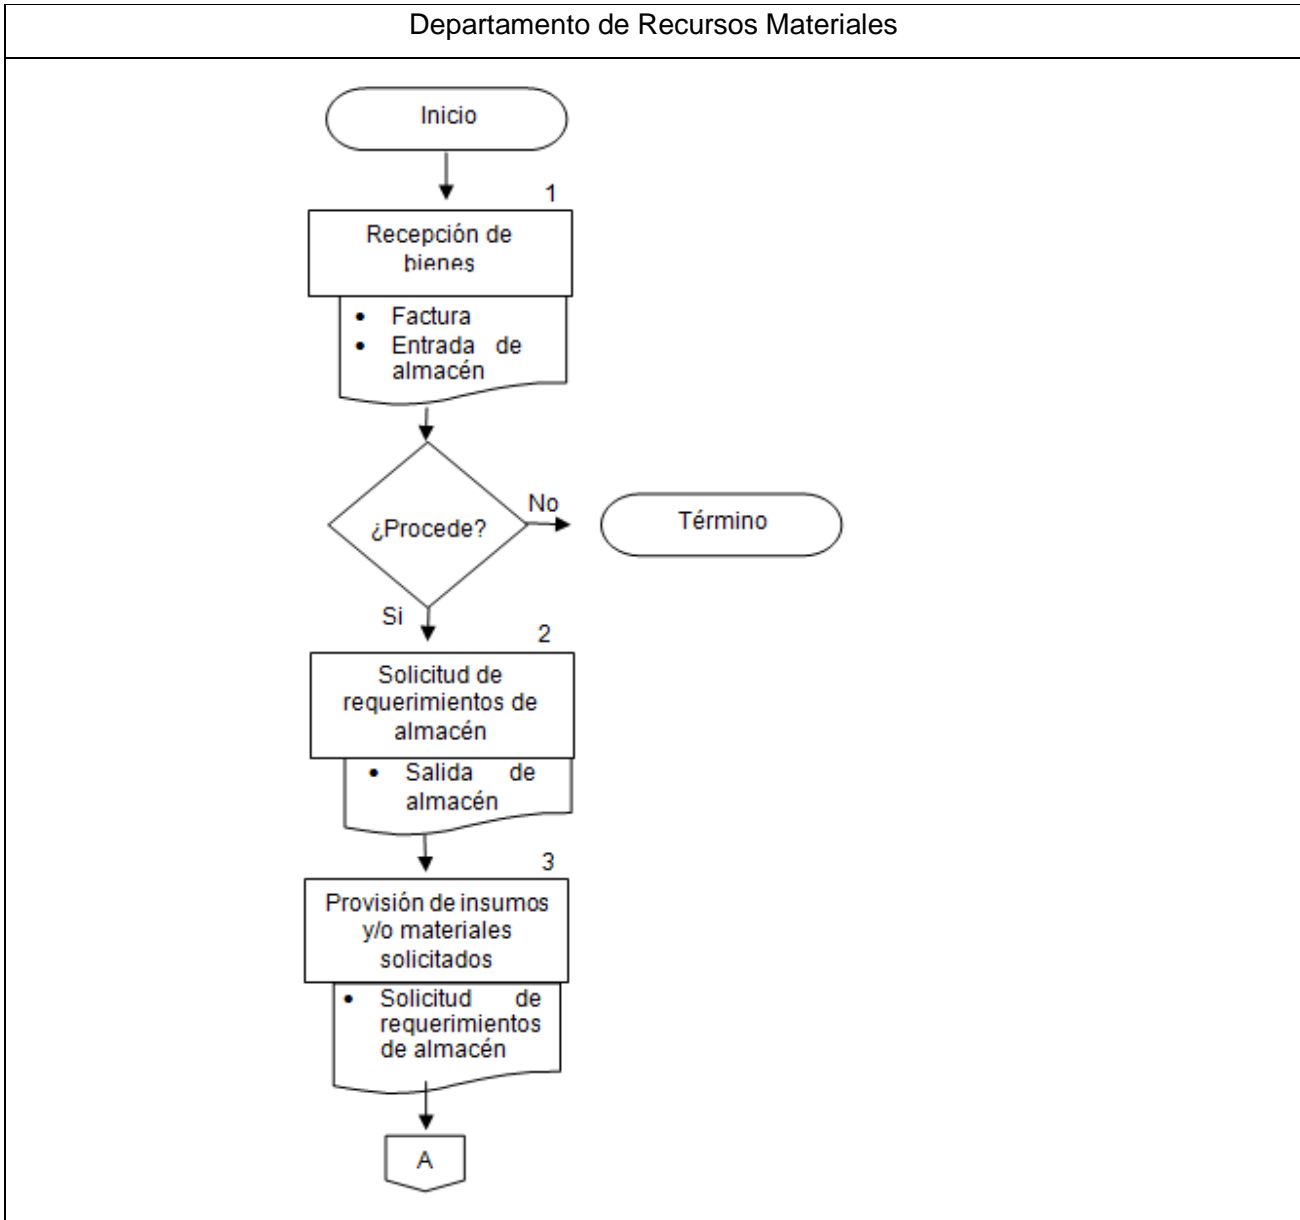 Departamento de Recursos Materiales
Inicio
1
Recepción de
bienes
• Factura
• Entrada de
almacén
¿Procede?
No
Término
Si
2
Solicitud de
requerimientos de
almacén
• Salida de
almacén
3
Provisión de insumos
y/o materiales
solicitados
• Solicitud de
requerimientos
de almacén
A